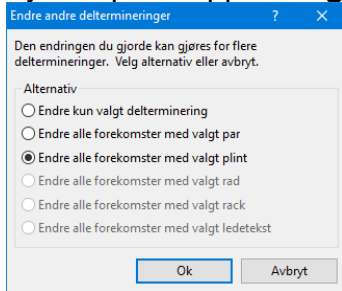 Endre andre deltermineringer ? ×
Den endringen du gjorde kan gjøres for flere
deltermineringer. Velg alternativ eller avbryt.
Alternativ
Endre kun valgt delterminering
Endre alle forekomster med valgt par
Endre alle forekomster med valgt plint
Endre alle forekomster med valgt rad
Endre alle forekomster med valgt rack
Endre alle forekomster med valgt ledetekst
Ok Avbryt